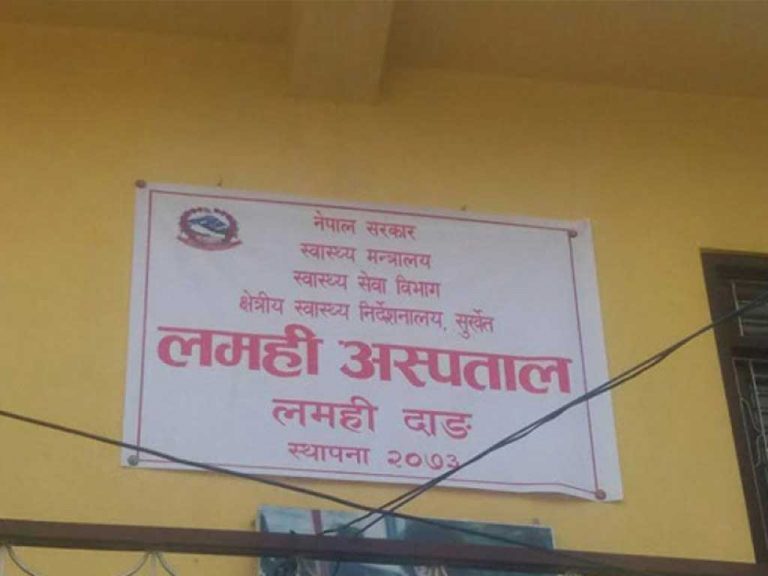 नेपाल सरकार
स्वास्थ्य मन्त्रालय
स्वास्थ्य सेवा विभाग
क्षेत्रीय स्वास्थ्य निर्देशनालय, सुर्खेत
लमही अस्पताल
लमही दाङ
स्थापना २०७३